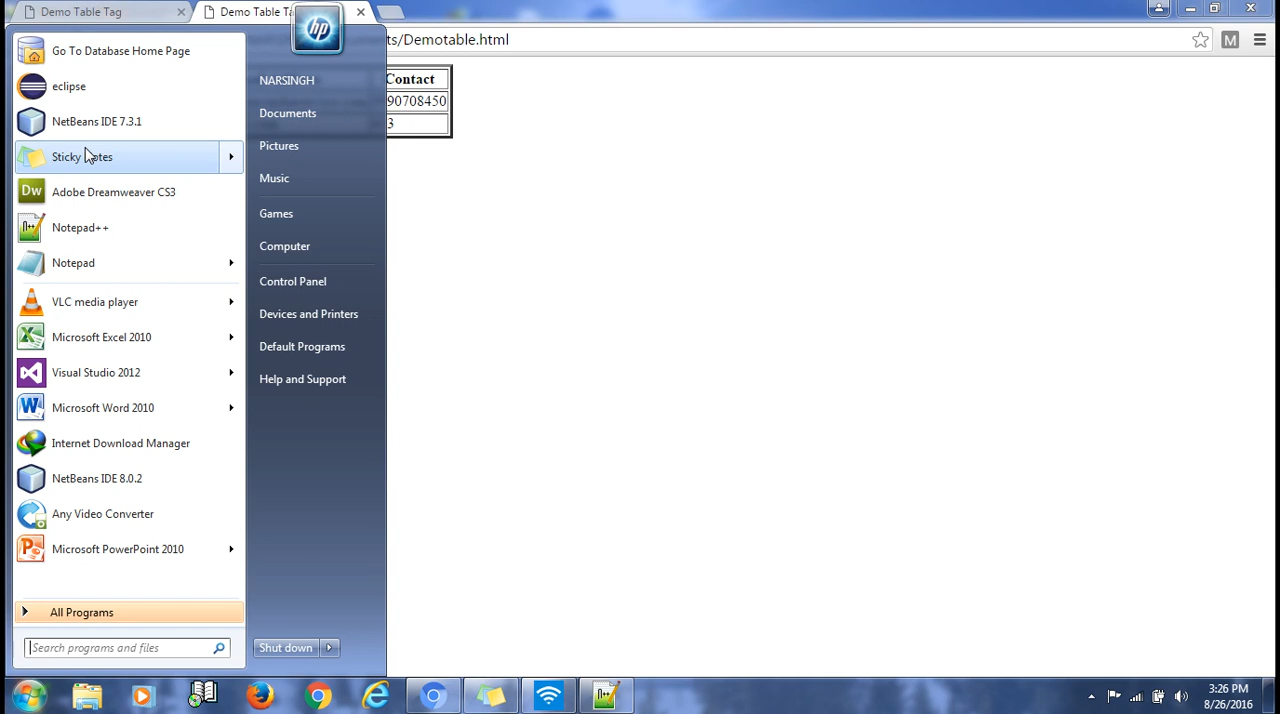 Demo Table Tag
Demo Table Ta
ts/Demotable.html
M
hp
Contact
90708450
3
Go To Database Home Page
eclipse
NetBeans IDE 7.3.1
Sticky Notes
Dw Adobe Dreamweaver CS3
Notepad++
Notepad
VLC media player
Microsoft Excel 2010
Visual Studio 2012
Microsoft Word 2010
Internet Download Manager
NetBeans IDE 8.0.2
Any Video Converter
Microsoft PowerPoint 2010
All Programs
Search programs and files
NARSINGH
Documents
Pictures
Music
Games
Computer
Control Panel
Devices and Printers
Default Programs
Help and Support
Shut down
3:26 PM
8/26/2016